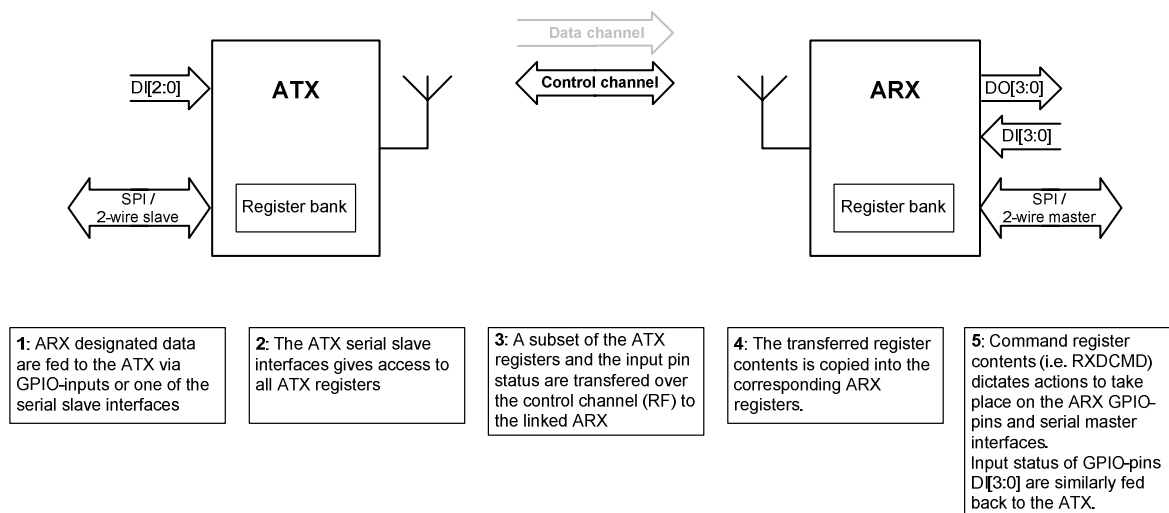 Data channel
Control channel
ATX
ARX
DI[2:0]
DO[3:0]
DI[3:0]
SPI /
2-wire slave
Register bank
Register bank
SPI /
2-wire master
1: ARX designated data
are fed to the ATX via
GPIO-inputs or one of the
serial slave interfaces
2: The ATX serial slave
interfaces gives access to
all ATX registers
3: A subset of the ATX
registers and the input pin
status are transfered over
the control channel (RF) to
the linked ARX
4: The transferred register
contents is copied into the
corresponding ARX
registers.
5: Command register
contents (i.e. RXDCMD)
dictates actions to take
place on the ARX GPIO-
pins and serial master
interfaces.
Input status of GPIO-pins
DI[3:0] are similarly fed
back to the ATX.